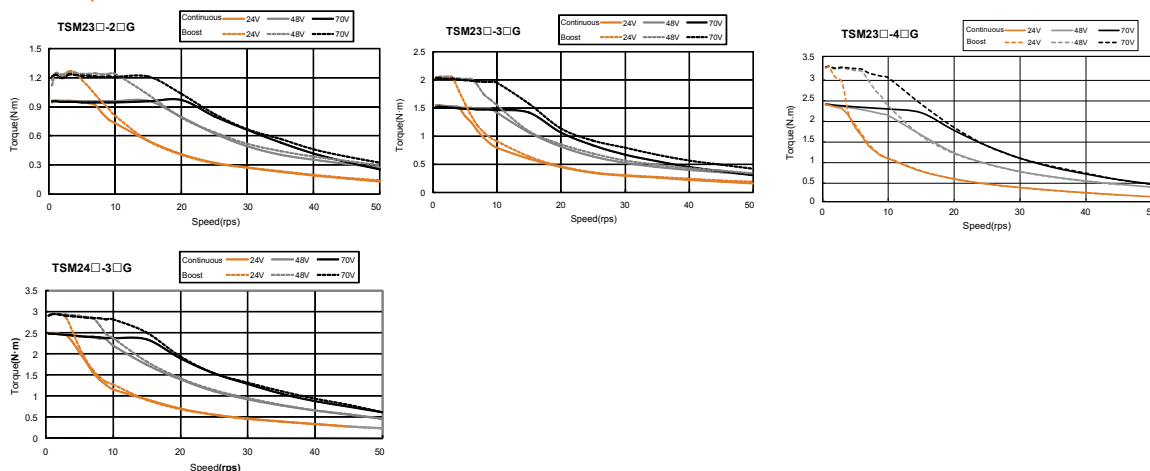 TSM23□-2□G
Continuous 24V 48V 70V
Boost 24V 48V 70V
Torque(N·m)
1.5
1.2
0.9
0.6
0.3
0
0 10 20 30 40 50
Speed(rps)
TSM23□-3□G
Continuous 24V 48V 70V
Boost 24V 48V 70V
Torque(N·m)
2.5
2
1.5
1
0.5
0
0 10 20 30 40 50
Speed(rps)
TSM23□-4□G
Continuous 24V 48V 70V
Boost 24V 48V 70V
Torque(N.m)
3.5
3
2.5
2
1.5
1
0.5
0
0 10 20 30 40 50
Speed(rps)
TSM24□-3□G
Continuous 24V 48V 70V
Boost 24V 48V 70V
Torque(N·m)
3.5
3
2.5
2
1.5
1
0.5
0
0 10 20 30 40 50
Speed(rps)